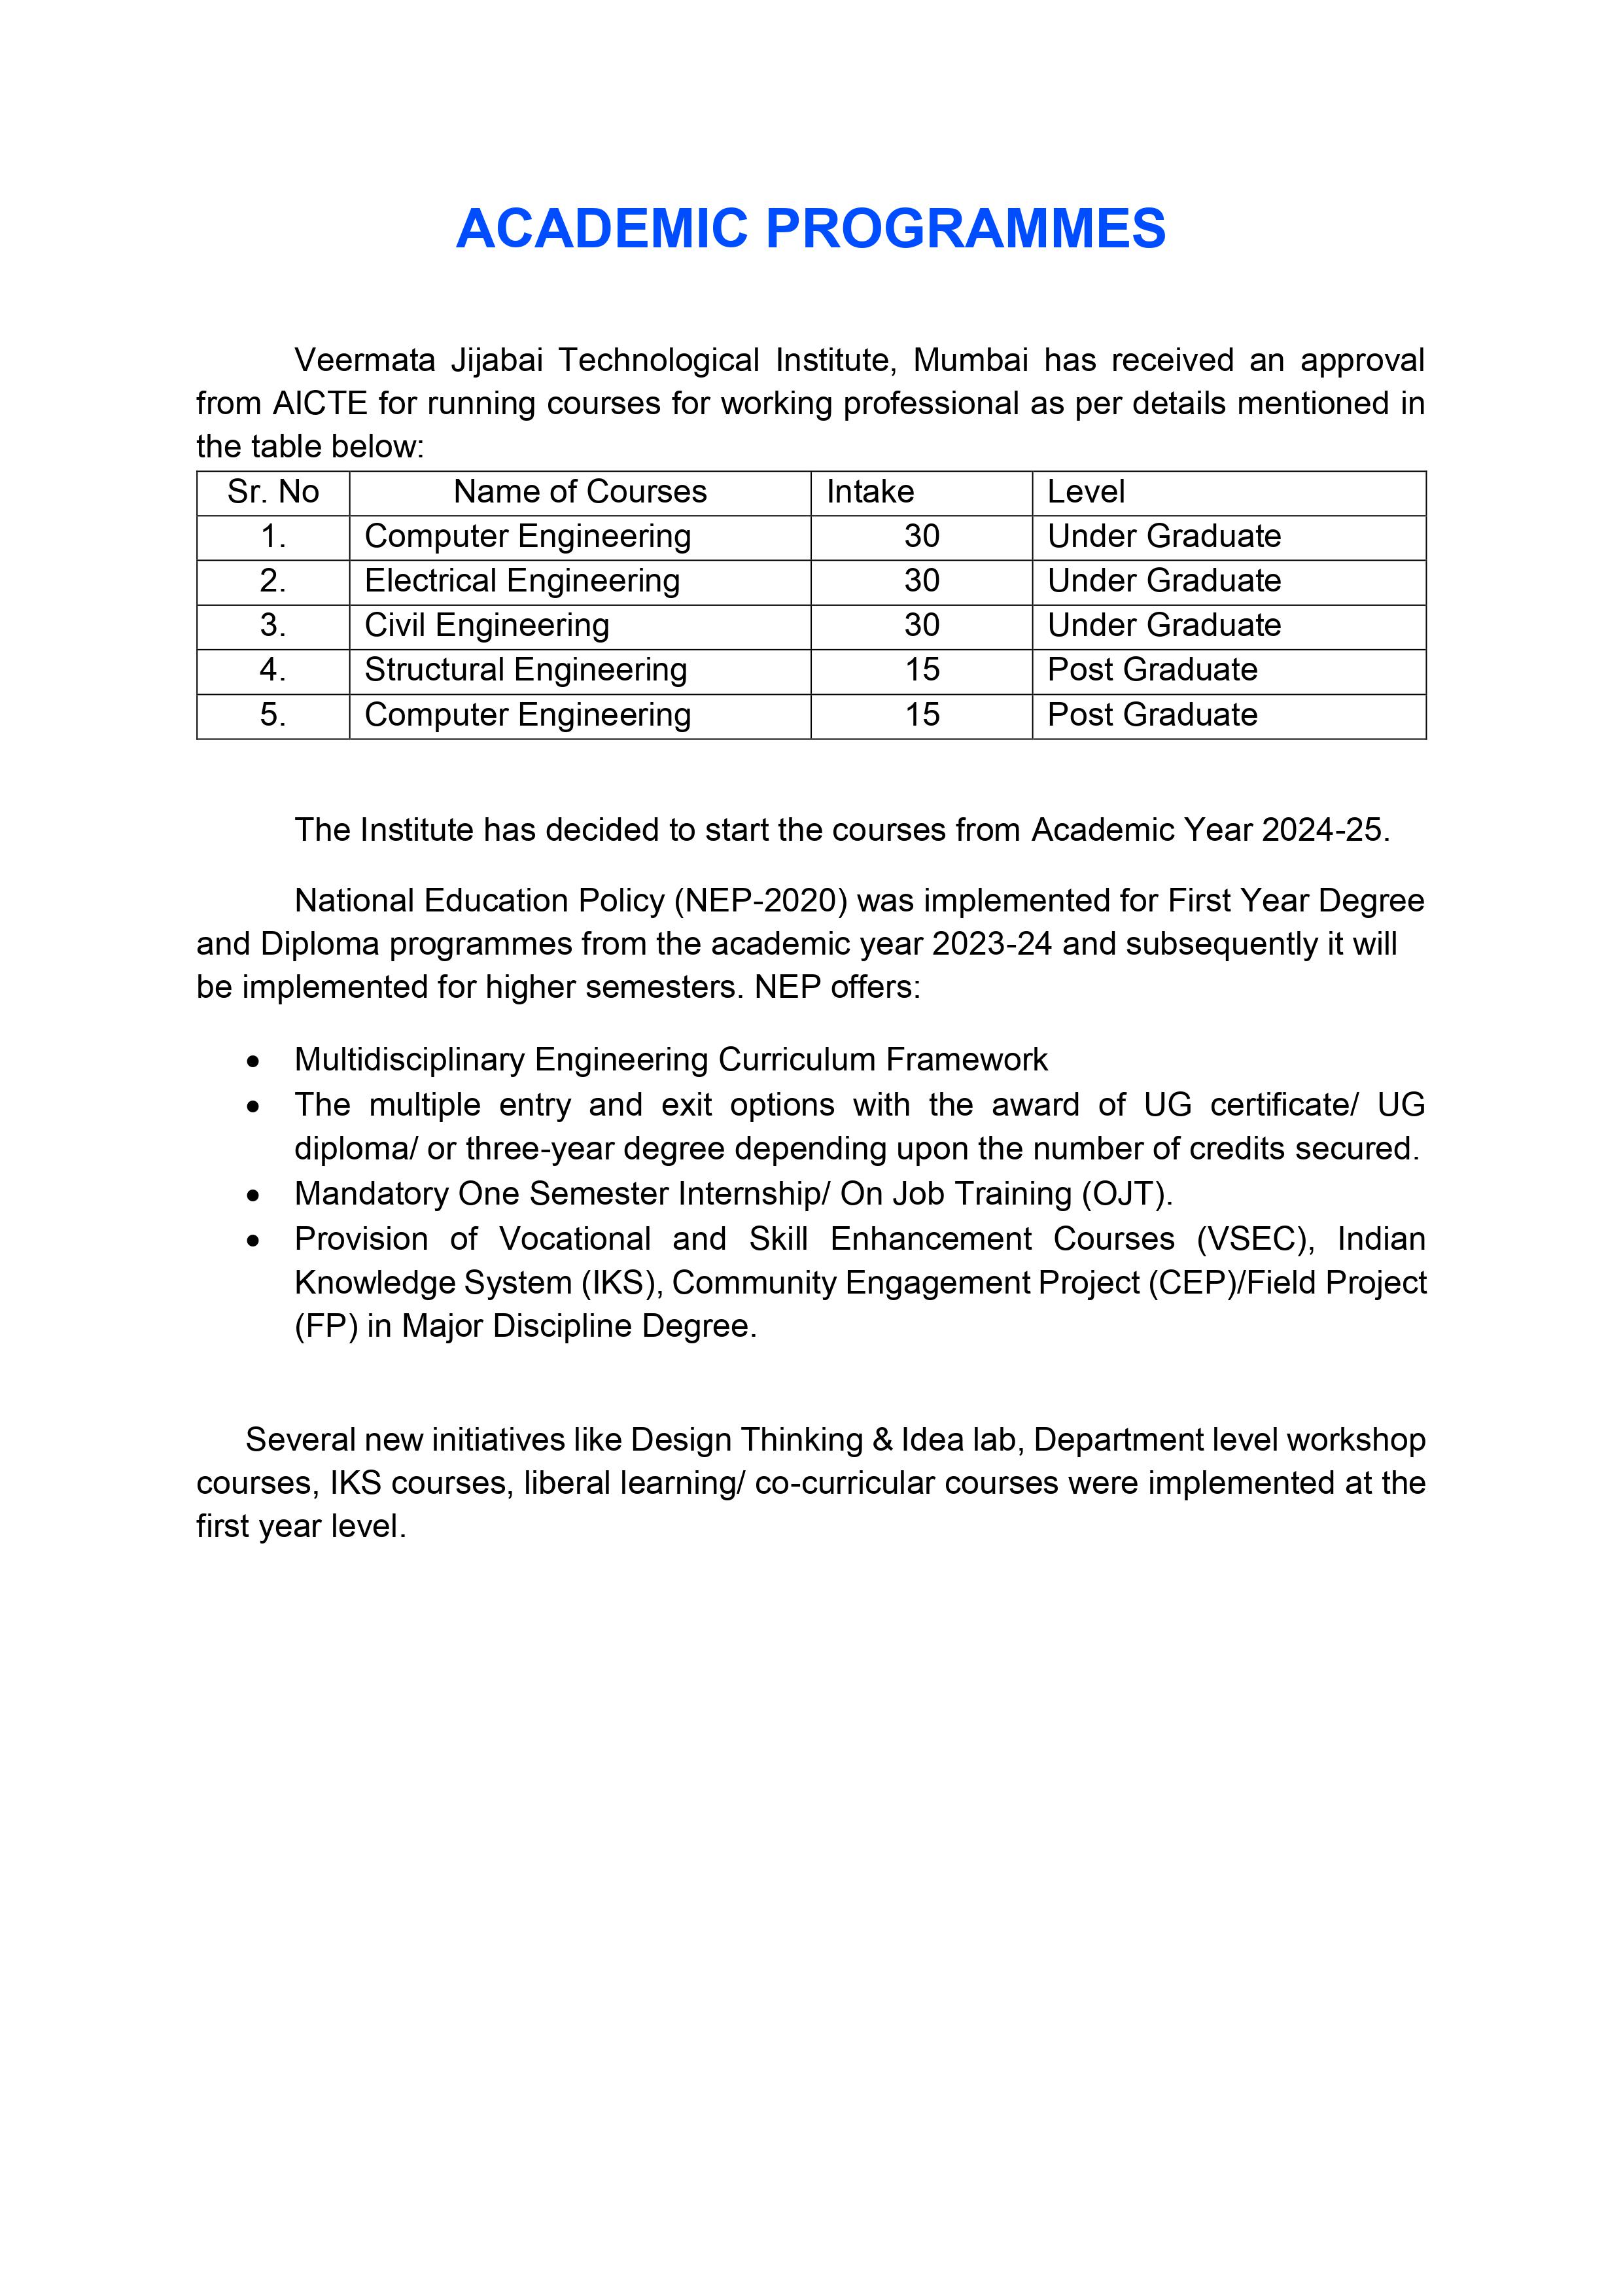 ACADEMIC PROGRAMMES
Veermata Jijabai Technological Institute, Mumbai has received an approval
from AICTE for running courses for working professional as per details mentioned in
the table below:
Sr. No Name of Courses Intake Level
1. Computer Engineering 30 Under Graduate
2. Electrical Engineering 30 Under Graduate
3. Civil Engineering 30 Under Graduate
4. Structural Engineering 15 Post Graduate
5. Computer Engineering 15 Post Graduate
The Institute has decided to start the courses from Academic Year 2024-25.
National Education Policy (NEP-2020) was implemented for First Year Degree
and Diploma programmes from the academic year 2023-24 and subsequently it will
be implemented for higher semesters. NEP offers:
• Multidisciplinary Engineering Curriculum Framework
• The multiple entry and exit options with the award of UG certificate/ UG
diploma/ or three-year degree depending upon the number of credits secured.
• Mandatory One Semester Internship/ On Job Training (OJT).
• Provision of Vocational and Skill Enhancement Courses (VSEC), Indian
Knowledge System (IKS), Community Engagement Project (CEP)/Field Project
(FP) in Major Discipline Degree.
Several new initiatives like Design Thinking & Idea lab, Department level workshop
courses, IKS courses, liberal learning/ co-curricular courses were implemented at the
first year level.